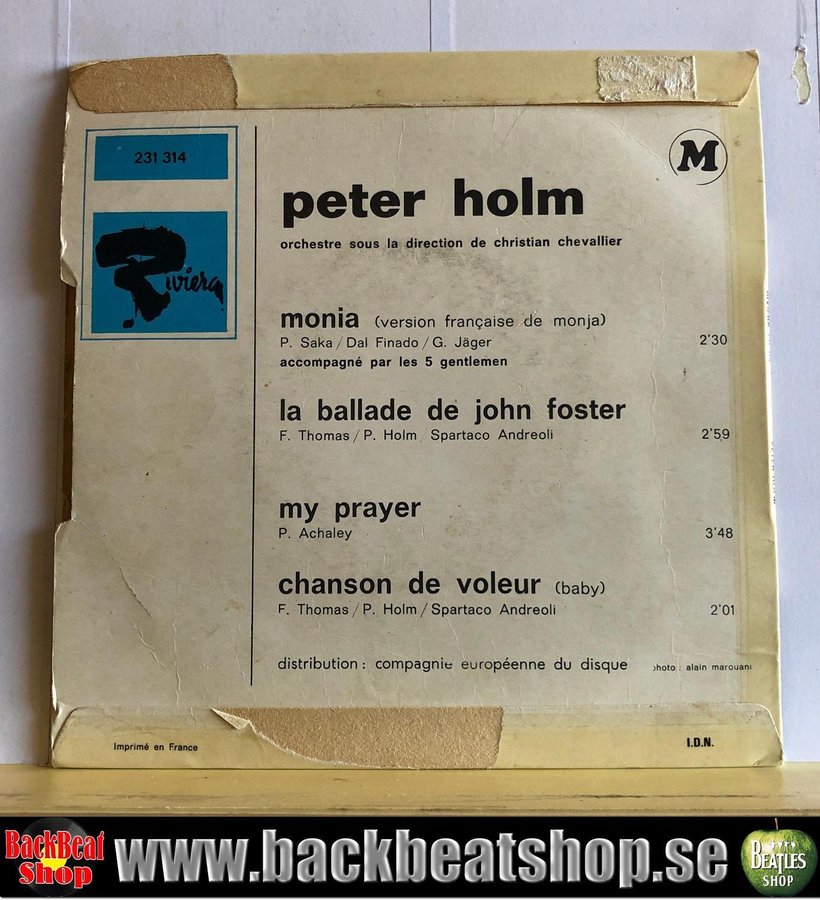 231 314
Riviera
M
peter holm
orchestre sous la direction de christian chevallier
monia (version française de monja)
P. Saka / Dal Finado / G. Jäger 2'30
accompagné par les 5 gentlemen
la ballade de john foster
F. Thomas / P. Holm / Spartaco Andreoli 2'59
my prayer
P. Achaley 3'48
chanson de voleur (baby)
F. Thomas / P. Holm / Spartaco Andreoli 2'01
distribution : compagnie européenne du disque photo : alain marouani
Imprimé en France I.D.N.
BackBeat
Shop
www.backbeatshop.se
BEATLES
SHOP